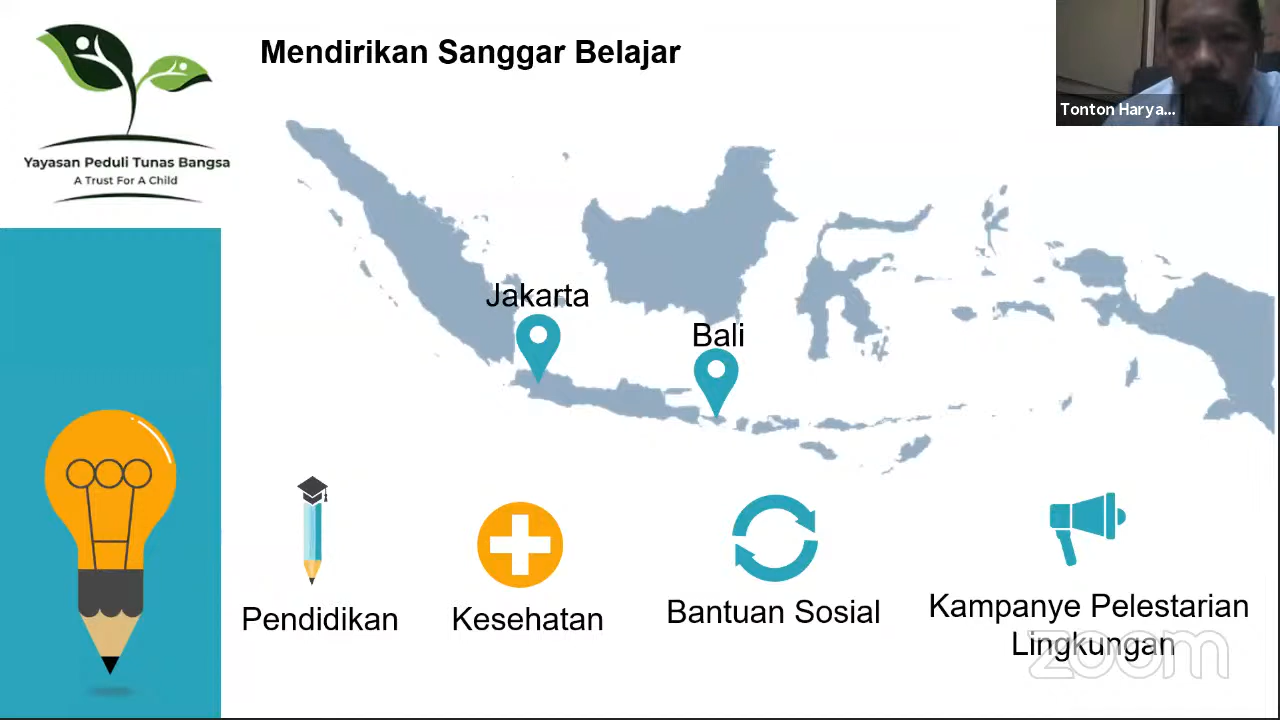 Mendirikan Sanggar Belajar
Tonton Harya...
Yayasan Peduli Tunas Bangsa
A Trust For A Child
Jakarta
Bali
Pendidikan
Kesehatan
Bantuan Sosial
Kampanye Pelestarian
Lingkungan
zoom